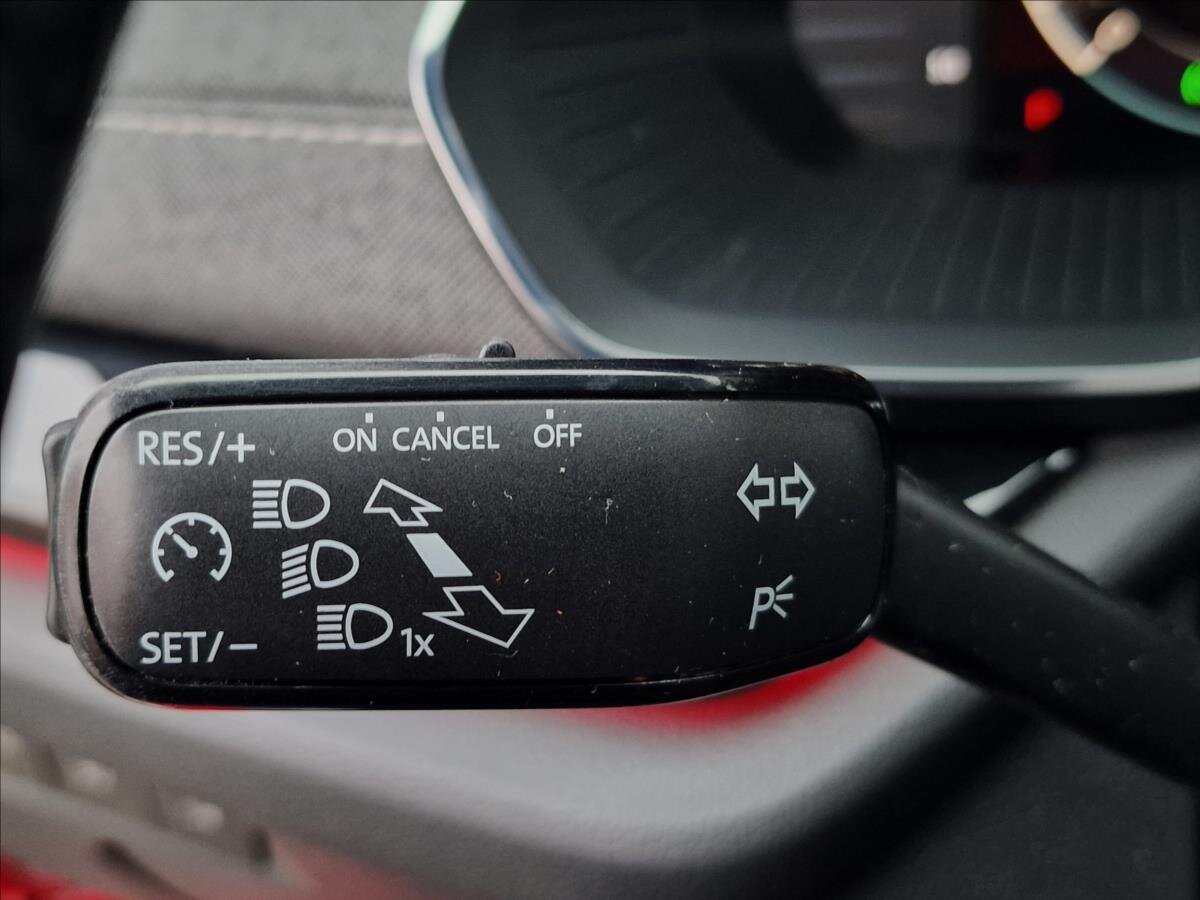 RES/+
ON CANCEL OFF
SET/−
1x
P